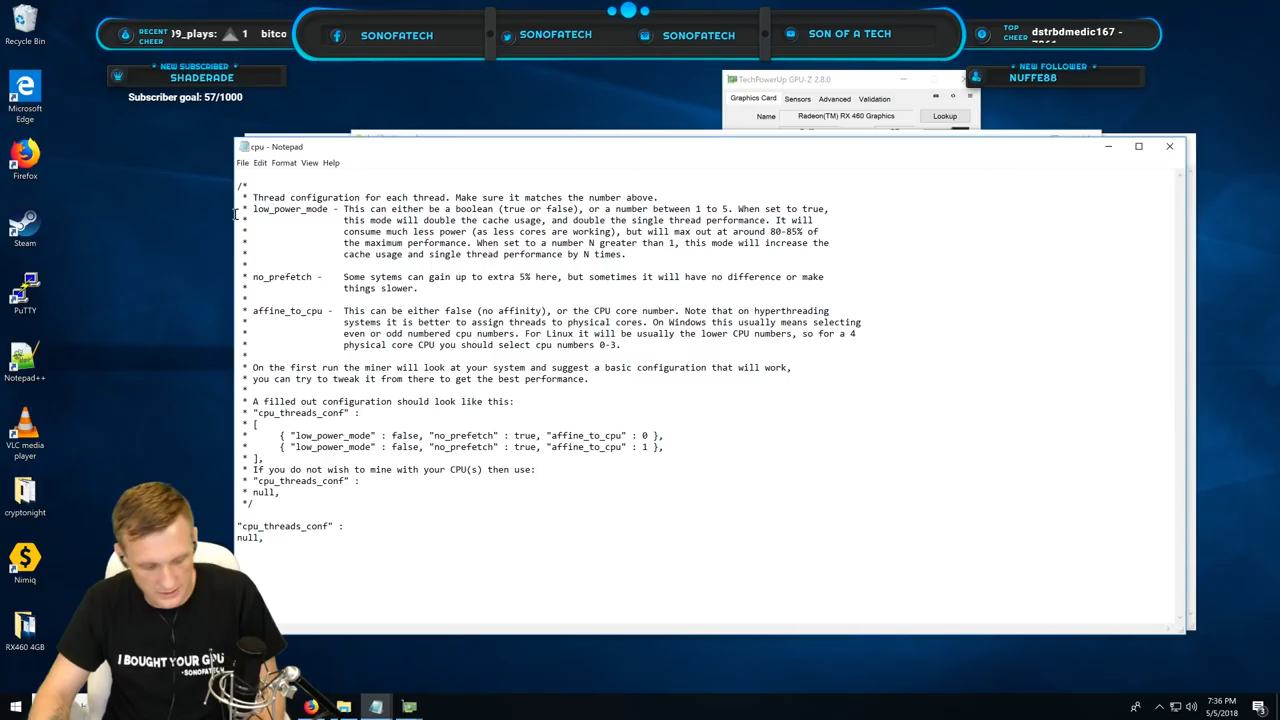 Recycle Bin
Microsoft
Edge
Firefox
Steam
PuTTY
Notepad++
VLC media
player
cryptonight
Nimiq
RX460 4GB
RECENT
CHEER
99_plays:
1
bitco
SONOFATECH
SONOFATECH
SONOFATECH
SON OF A TECH
TOP
CHEER
dstrbdmedic167 -
NEW SUBSCRIBER
SHADERADE
Subscriber goal: 57/1000
NEW FOLLOWER
NUFFE88
TechPowerUp GPU-Z 2.8.0
Graphics Card
Sensors
Advanced
Validation
Name
Radeon(TM) RX 460 Graphics
Lookup
cpu - Notepad
File Edit Format View Help
/*
* Thread configuration for each thread. Make sure it matches the number above.
* low_power_mode - This can either be a boolean (true or false), or a number between 1 to 5. When set to true,
* this mode will double the cache usage, and double the single thread performance. It will
* consume much less power (as less cores are working), but will max out at around 80-85% of
* the maximum performance. When set to a number N greater than 1, this mode will increase the
* cache usage and single thread performance by N times.
*
* no_prefetch - Some sytems can gain up to extra 5% here, but sometimes it will have no difference or make
* things slower.
*
* affine_to_cpu - This can be either false (no affinity), or the CPU core number. Note that on hyperthreading
* systems it is better to assign threads to physical cores. On Windows this usually means selecting
* even or odd numbered cpu numbers. For Linux it will be usually the lower CPU numbers, so for a 4
* physical core CPU you should select cpu numbers 0-3.
*
* On the first run the miner will look at your system and suggest a basic configuration that will work,
* you can try to tweak it from there to get the best performance.
*
* A filled out configuration should look like this:
* "cpu_threads_conf" :
* [
* { "low_power_mode" : false, "no_prefetch" : true, "affine_to_cpu" : 0 },
* { "low_power_mode" : false, "no_prefetch" : true, "affine_to_cpu" : 1 },
* ],
* If you do not wish to mine with your CPU(s) then use:
* "cpu_threads_conf" :
* null,
*/
"cpu_threads_conf" :
null,
I BOUGHT YOUR GPU
-SONOFATECH
7:36 PM
5/5/2018